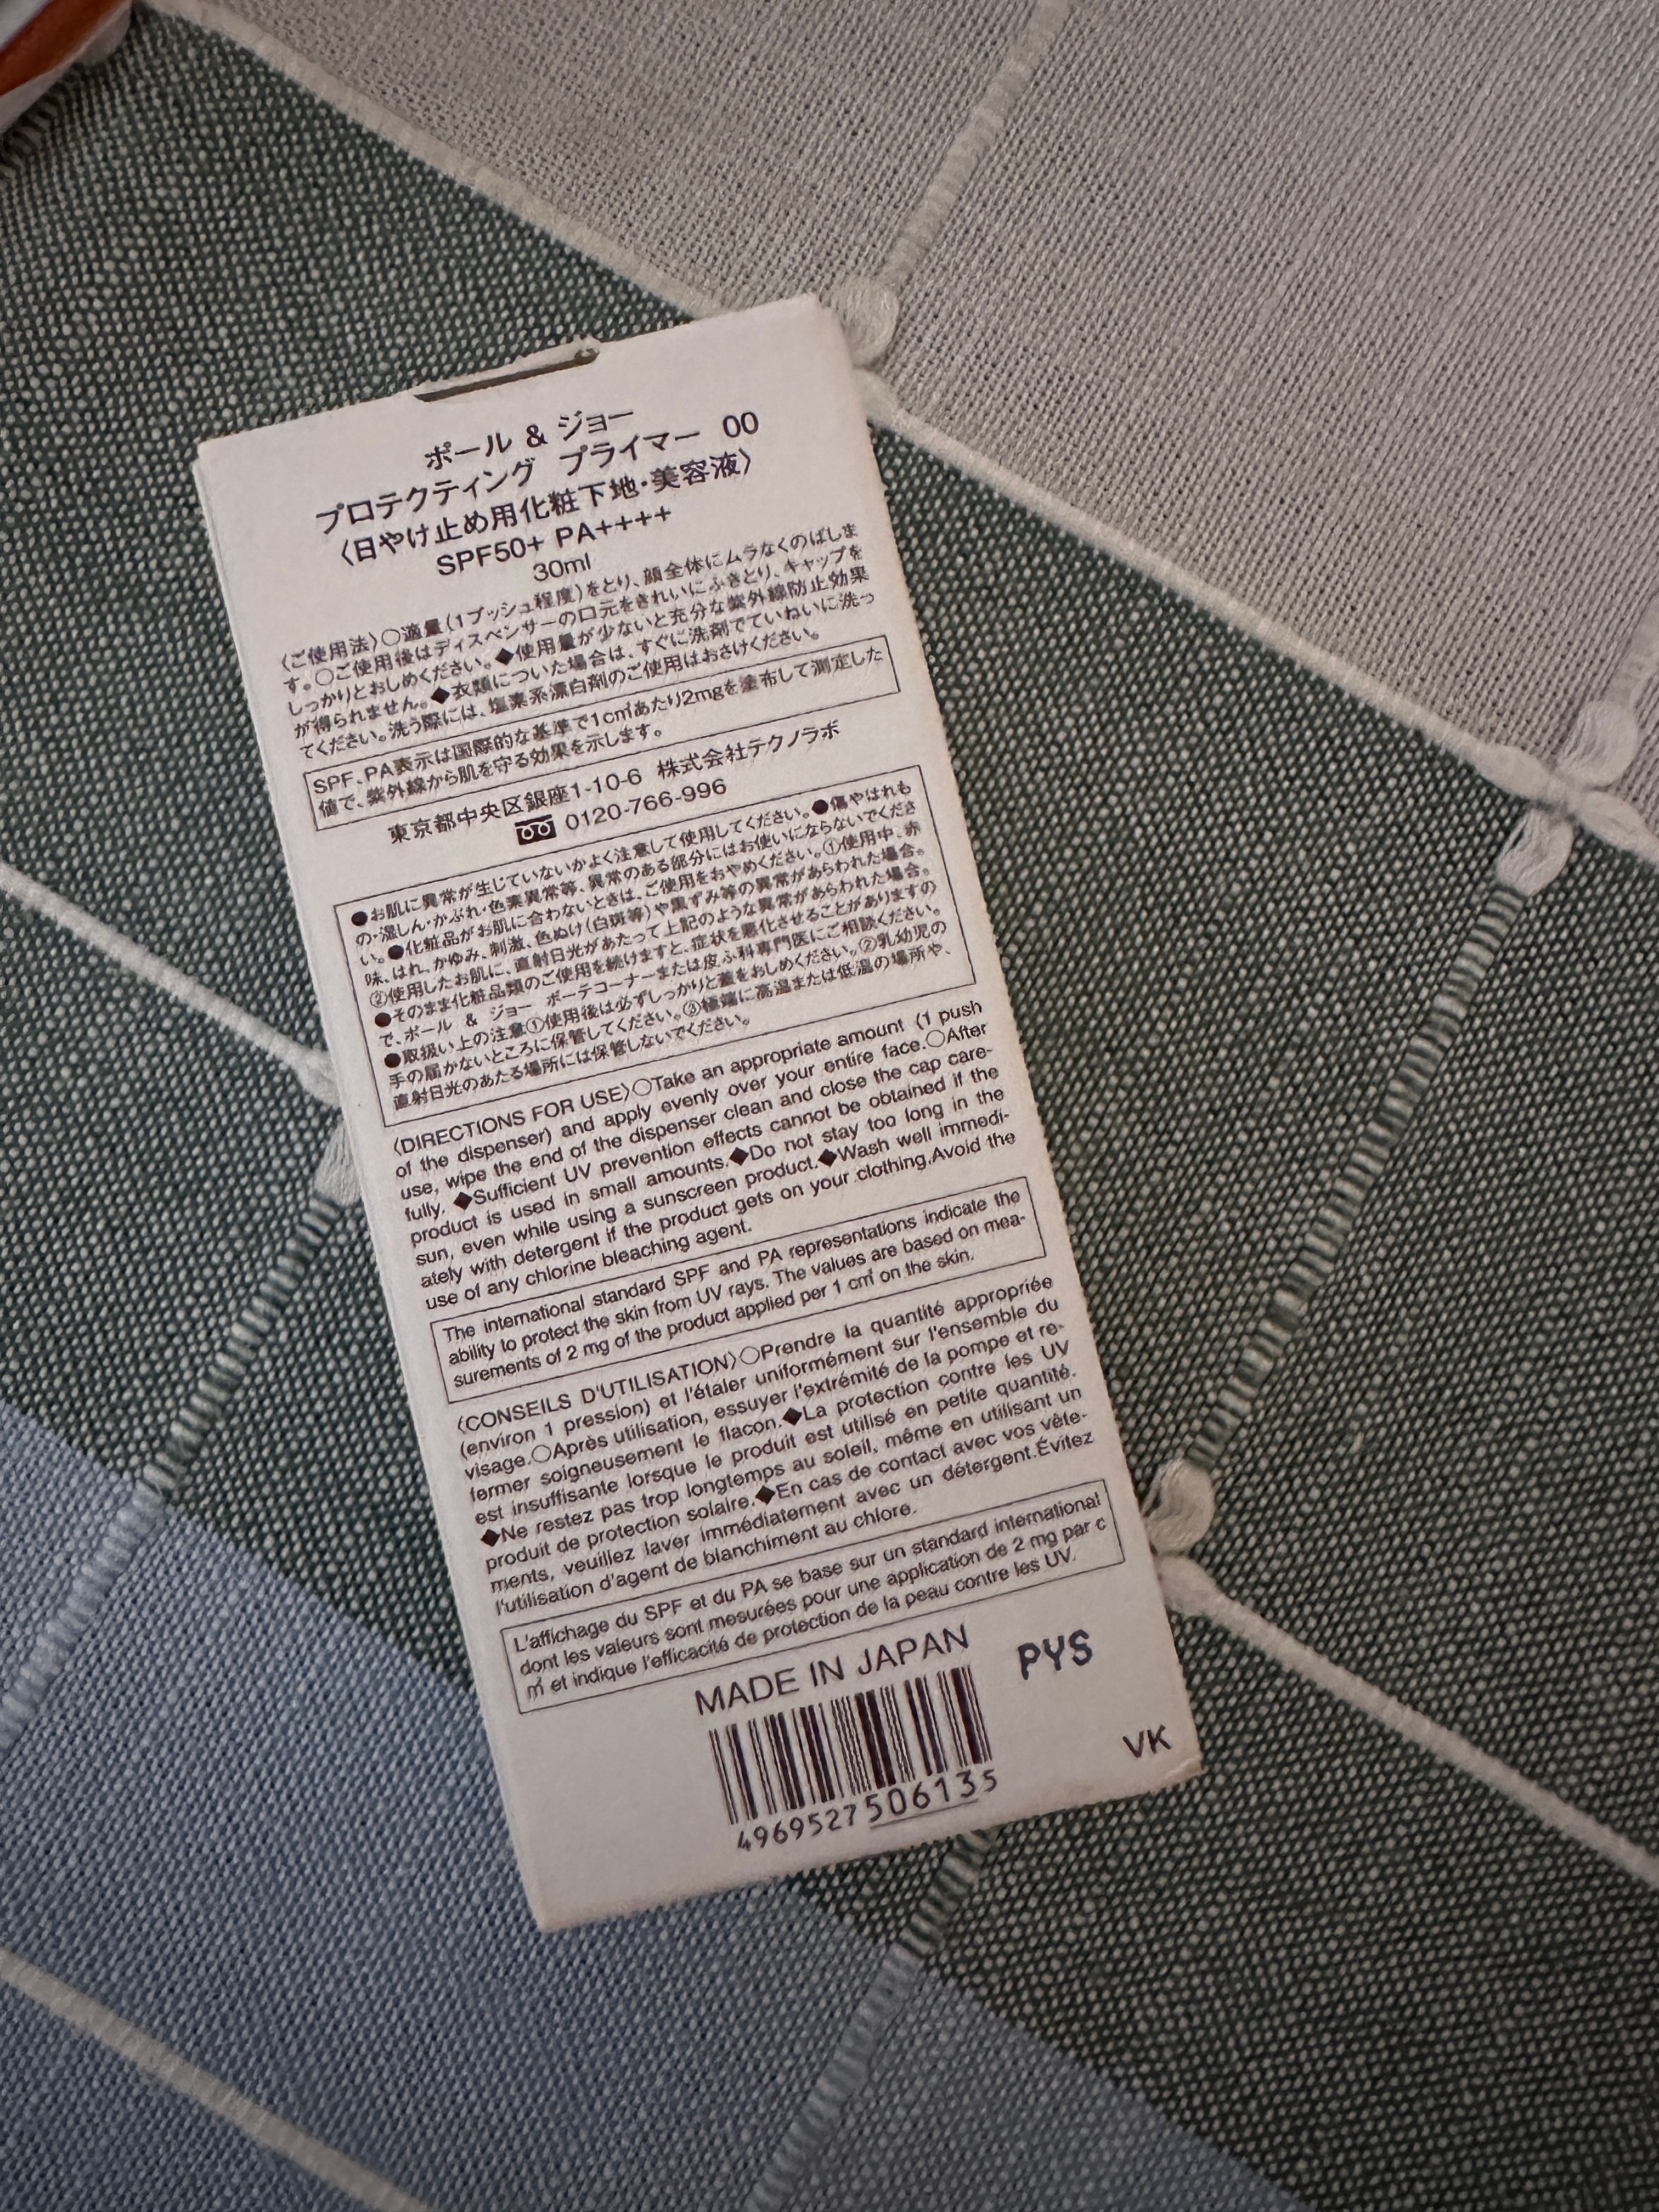 ポール & ジョー
プロテクティング プライマー 00
〈日やけ止め用化粧下地・美容液〉
SPF50+ PA++++
30ml
〈ご使用法〉○適量(1プッシュ程度)をとり、顔全体にムラなくのばしま
す。○ご使用後はディスペンサーの口元をきれいにふきとり、キャップを
しっかりとおしめください。◆使用量が少ないと充分な紫外線防止効果
が得られません。◆衣類についた場合は、すぐに洗剤でていねいに洗っ
てください。洗う際には、塩素系漂白剤のご使用はおさけください。
SPF、PA表示は国際的な基準で1c㎡あたり2mgを塗布して測定した
値で、紫外線から肌を守る効果を示します。
東京都中央区銀座1-10-6 株式会社テクノラボ
0120-766-996
●お肌に異常が生じていないかよく注意して使用してください。●傷やはれも
の・湿しん・かぶれ・色素異常等、異常のある部分にはお使いにならないでくださ
い。●化粧品がお肌に合わないときは、ご使用をおやめください。①使用中、赤
味、はれ、かゆみ、刺激、色ぬけ(白斑等)や黒ずみ等の異常があらわれた場合。
②使用したお肌に、直射日光があたって上記のような異常があらわれた場合。
●そのまま化粧品類のご使用を続けますと、症状を悪化させることがありますの
で、ポール & ジョー ボーテコーナーまたは皮ふ科専門医にご相談ください。
●取扱い上の注意①使用後は必ずしっかりと蓋をおしめください。②乳幼児の
手の届かないところに保管してください。③極端に高温または低温の場所や、
直射日光のあたる場所には保管しないでください。
〈DIRECTIONS FOR USE〉○Take an appropriate amount (1 push
of the dispenser) and apply evenly over your entire face.○After
use, wipe the end of the dispenser clean and close the cap care-
fully. ◆Sufficient UV prevention effects cannot be obtained if the
product is used in small amounts.◆Do not stay too long in the
sun, even while using a sunscreen product.◆Wash well immedi-
ately with detergent if the product gets on your clothing.Avoid the
use of any chlorine bleaching agent.
The international standard SPF and PA representations indicate the
ability to protect the skin from UV rays. The values are based on mea-
surements of 2 mg of the product applied per 1 c㎡ on the skin.
〈CONSEILS D'UTILISATION〉○Prendre la quantité appropriée
(environ 1 pression) et l'étaler uniformément sur l'ensemble du
visage.○Après utilisation, essuyer l'extrémité de la pompe et re-
fermer soigneusement le flacon.◆La protection contre les UV
est insuffisante lorsque le produit est utilisé en petite quantité.
◆Ne restez pas trop longtemps au soleil, même en utilisant un
produit de protection solaire.◆En cas de contact avec vos vête-
ments, veuillez laver immédiatement avec un détergent.Évitez
l'utilisation d'agent de blanchiment au chlore.
L'affichage du SPF et du PA se base sur un standard international
dont les valeurs sont mesurées pour une application de 2 mg par c
㎡ et indique l'efficacité de protection de la peau contre les UV.
MADE IN JAPAN
PYS
VK
4969527506135